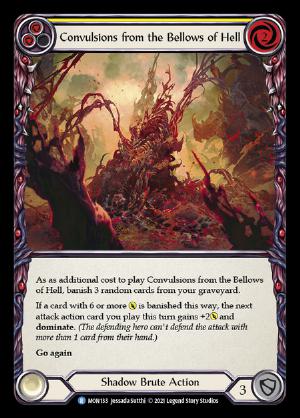 Convulsions from the Bellows of Hell
2
As as additional cost to play Convulsions from the Bellows
of Hell, banish 3 random cards from your graveyard.
If a card with 6 or more is banished this way, the next
attack action card you play this turn gains +2 and
dominate. (The defending hero can't defend the attack with
more than 1 card from their hand.)
Go again
Shadow Brute Action
3
R MON135 Jessada Sutthi © 2021 Legend Story Studios